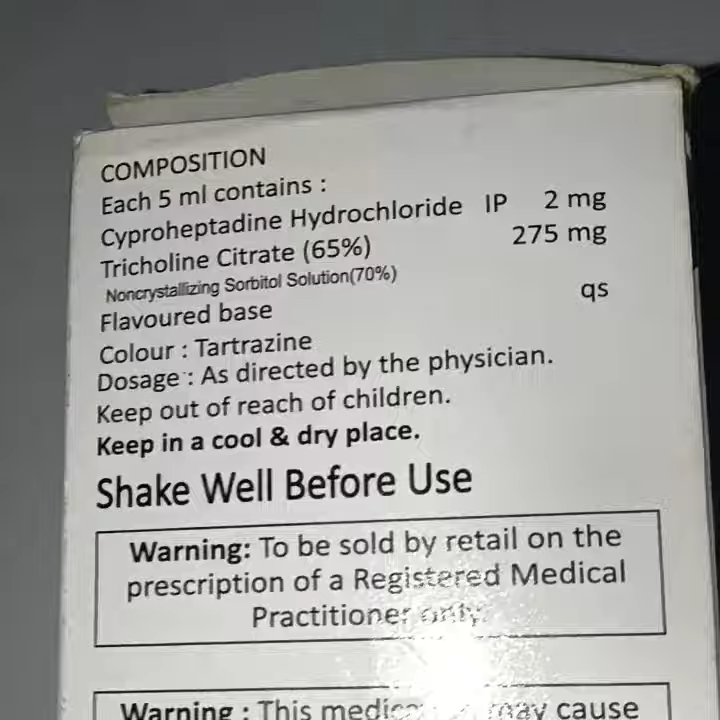 COMPOSITION
Each 5 ml contains :
Cyproheptadine Hydrochloride IP 2 mg
Tricholine Citrate (65%) 275 mg
Noncrystallizing Sorbitol Solution(70%)
Flavoured base qs
Colour : Tartrazine
Dosage : As directed by the physician.
Keep out of reach of children.
Keep in a cool & dry place.
Shake Well Before Use
Warning: To be sold by retail on the
prescription of a Registered Medical
Practitioner only.
Warning : This may cause